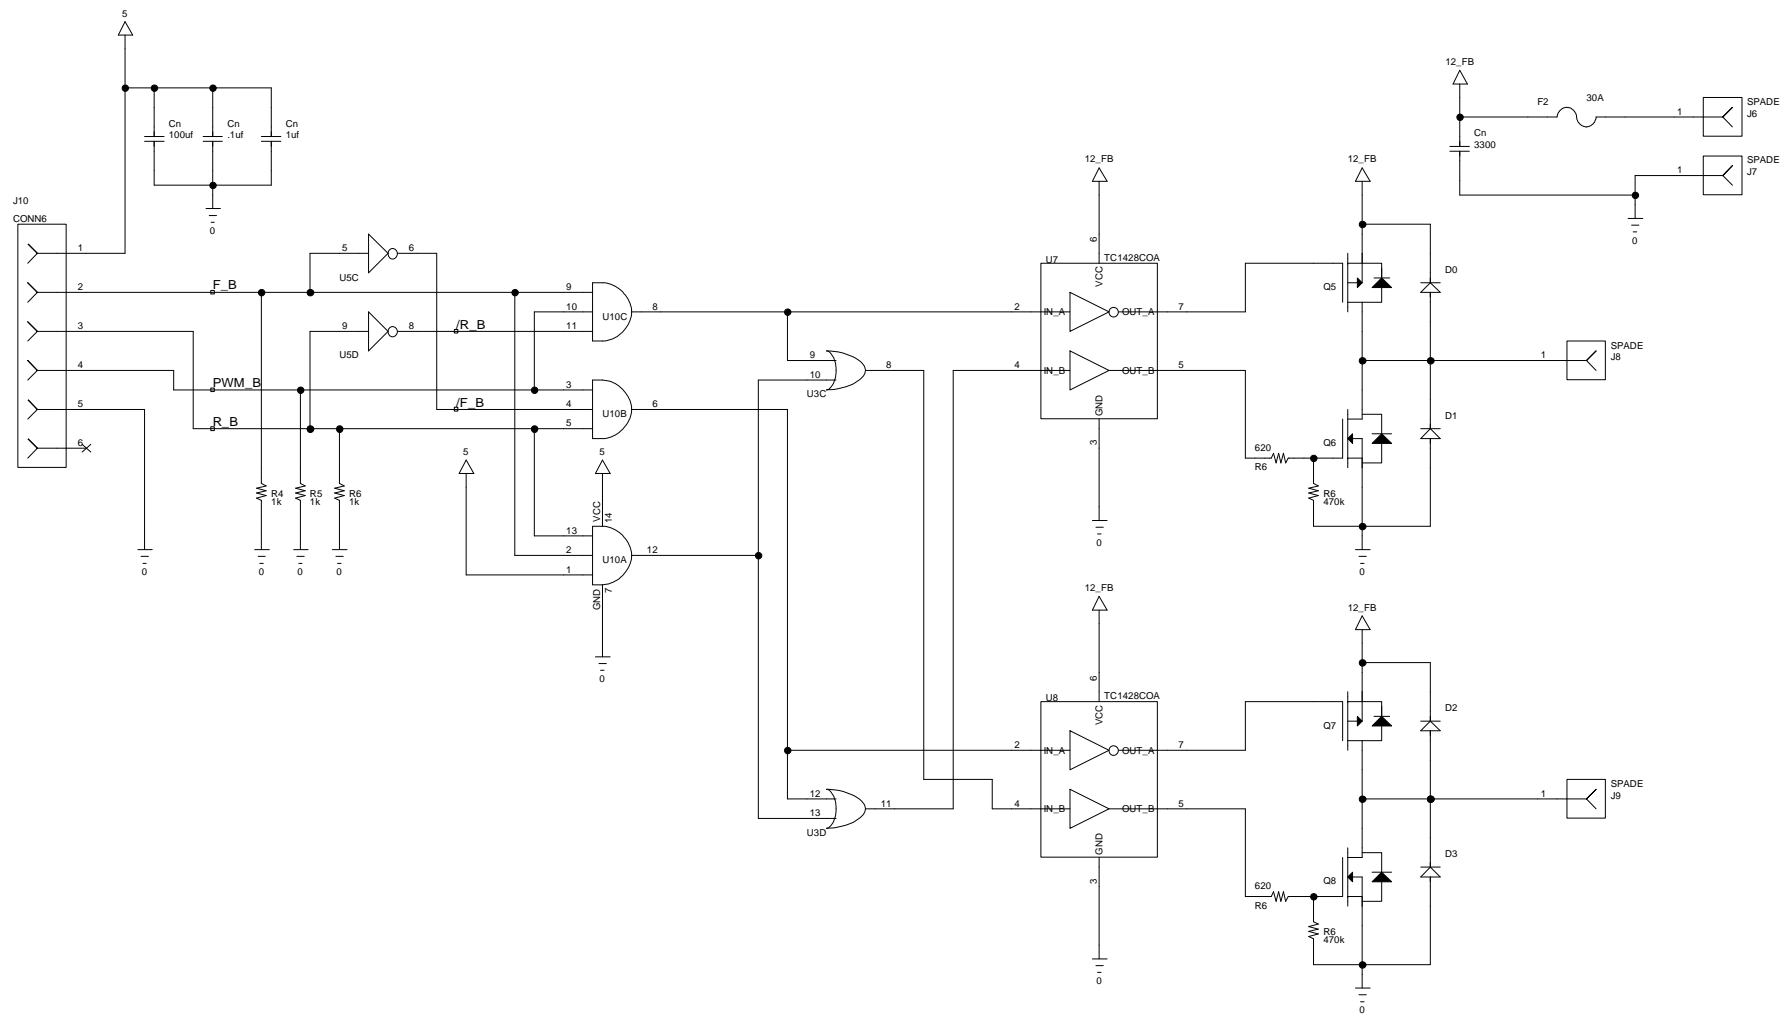 5
Cn
100uf
Cn
.1uf
Cn
1uf
12_FB
F2
30A
1
SPADE
J6
Cn
3300
1
SPADE
J7
0
J10
CONN6
1
2
3
4
5
6
0
0
F_B
PWM_B
R_B
5
6
U5C
9
8
U5D
/R_B
/F_B
R4
1k
R5
1k
R6
1k
0
0
0
9
10
11
8
U10C
3
4
5
6
U10B
5
5
VCC
14
13
2
1
12
U10A
GND
7
0
9
10
8
U3C
12
13
11
U3D
12_FB
6
U7
TC1428COA
VCC
2
IN_A
OUT_A
7
4
IN_B
OUT_B
5
GND
3
0
12_FB
Q5
D0
1
SPADE
J8
Q6
D1
620
R6
R6
470k
0
12_FB
6
U8
TC1428COA
VCC
2
IN_A
OUT_A
7
4
IN_B
OUT_B
5
GND
3
0
12_FB
Q7
D2
1
SPADE
J9
Q8
D3
620
R6
R6
470k
0